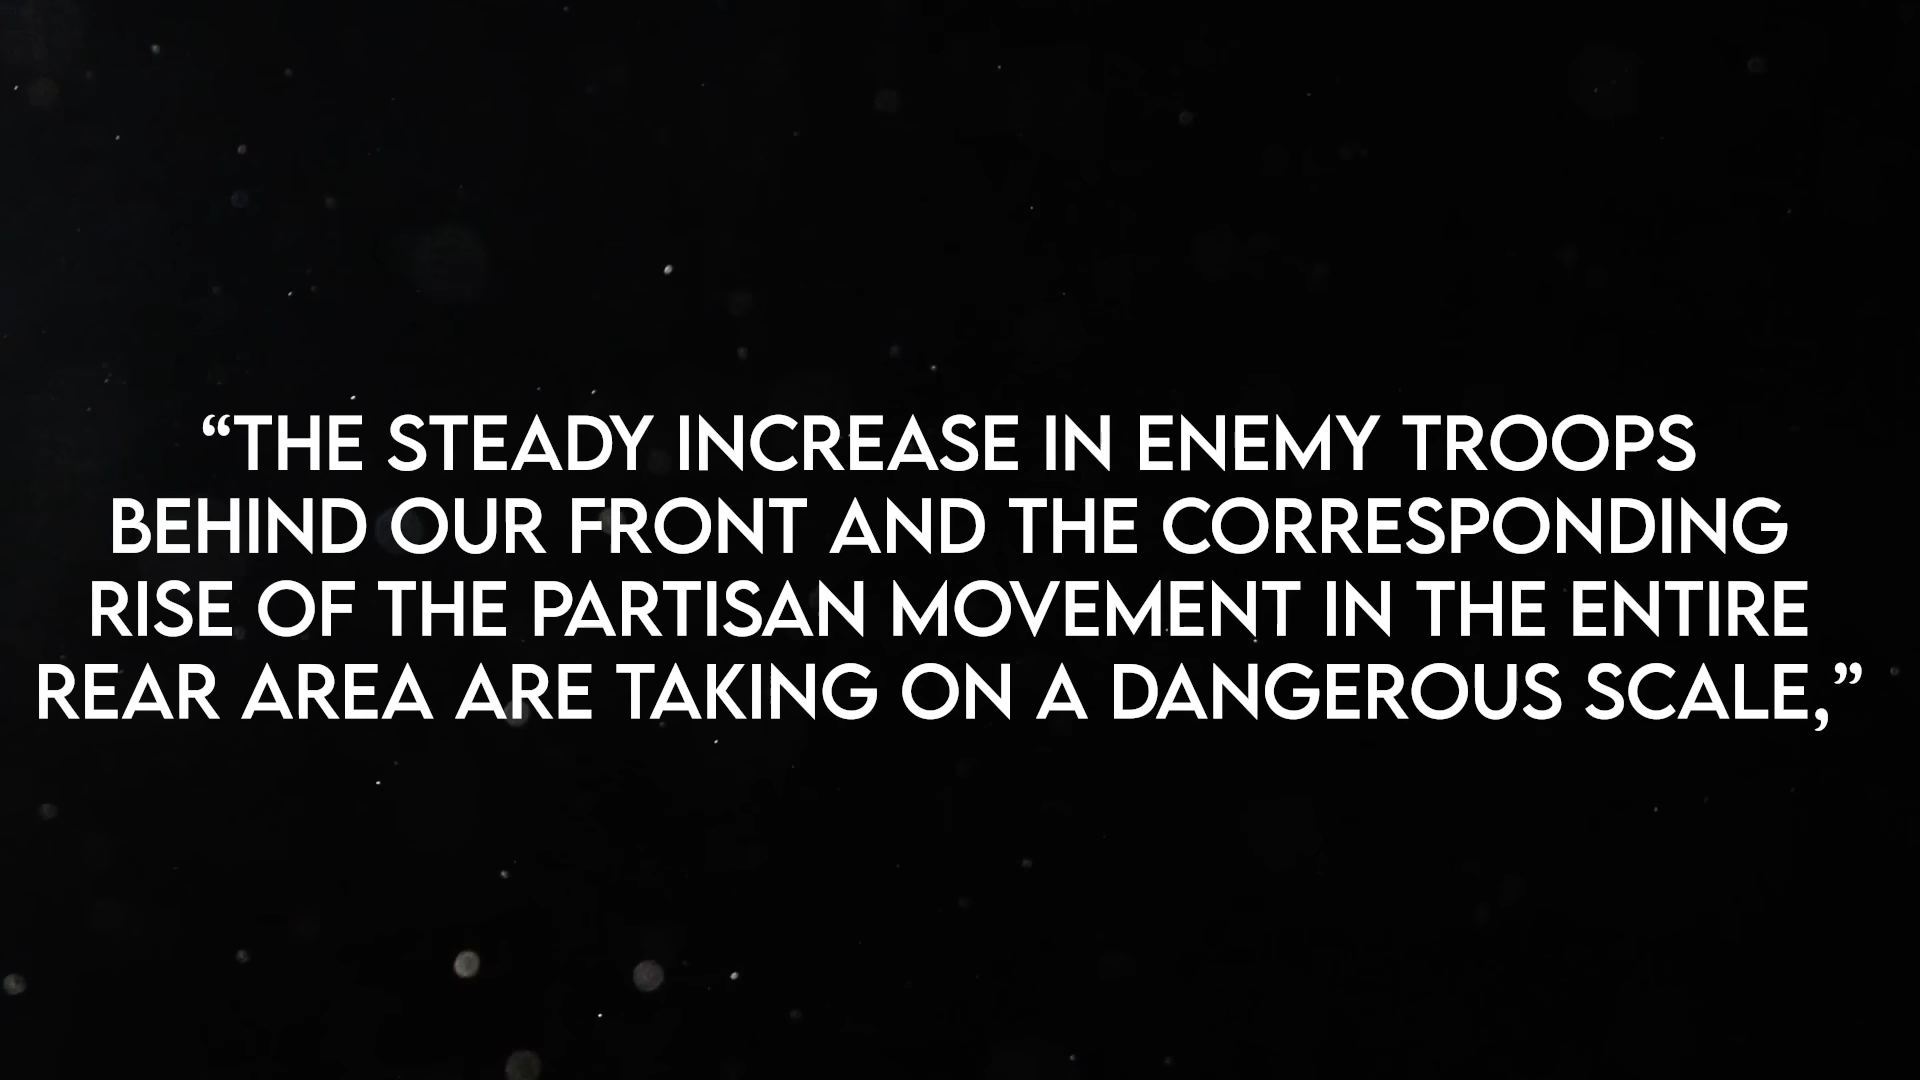 “THE STEADY INCREASE IN ENEMY TROOPS
BEHIND OUR FRONT AND THE CORRESPONDING
RISE OF THE PARTISAN MOVEMENT IN THE ENTIRE
REAR AREA ARE TAKING ON A DANGEROUS SCALE,”